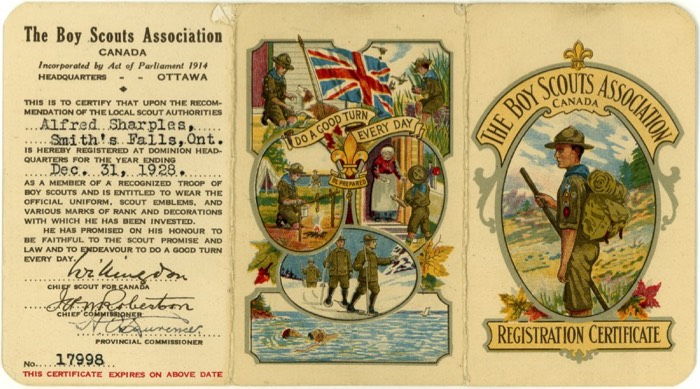 The Boy Scouts Association
CANADA
Incorporated by Act of Parliament 1914
HEADQUARTERS - - OTTAWA
THIS IS TO CERTIFY THAT UPON THE RECOM-
MENDATION OF THE LOCAL SCOUT AUTHORITIES
Alfred Sharples,
Smith's Falls, Ont.
IS HEREBY REGISTERED AT DOMINION HEAD-
QUARTERS FOR THE YEAR ENDING
Dec. 31, 1928.
AS A MEMBER OF A RECOGNIZED TROOP OF
BOY SCOUTS AND IS ENTITLED TO WEAR THE
OFFICIAL UNIFORM, SCOUT EMBLEMS, AND
VARIOUS MARKS OF RANK AND DECORATIONS
WITH WHICH HE HAS BEEN INVESTED.
HE HAS PROMISED ON HIS HONOUR TO
BE FAITHFUL TO THE SCOUT PROMISE AND
LAW AND TO ENDEAVOUR TO DO A GOOD TURN
EVERY DAY.
Willingdon
CHIEF SCOUT FOR CANADA
Robertson
CHIEF COMMISSIONER
PROVINCIAL COMMISSIONER
No. 17998
THIS CERTIFICATE EXPIRES ON ABOVE DATE
DO A GOOD TURN
EVERY DAY
BE PREPARED
THE BOY SCOUTS ASSOCIATION
CANADA
REGISTRATION CERTIFICATE